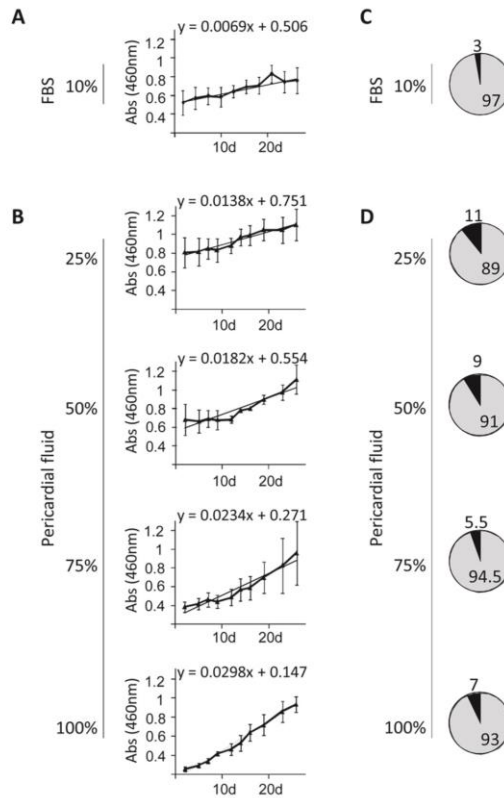 A
FBS
10%
y = 0.0069x + 0.506
Abs (460nm)
1.2
1
0.8
0.6
0.4
10d
20d
C
FBS
10%
3
97
B
Pericardial fluid
25%
y = 0.0138x + 0.751
Abs (460nm)
1.2
1
0.8
0.6
0.4
10d
20d
50%
y = 0.0182x + 0.554
Abs (460nm)
1.2
1
0.8
0.6
0.4
10d
20d
75%
y = 0.0234x + 0.271
Abs (460nm)
1.2
1
0.8
0.6
0.4
10d
20d
100%
y = 0.0298x + 0.147
Abs (460nm)
1.2
1
0.8
0.6
0.4
10d
20d
D
Pericardial fluid
25%
11
89
50%
9
91
75%
5.5
94.5
100%
7
93